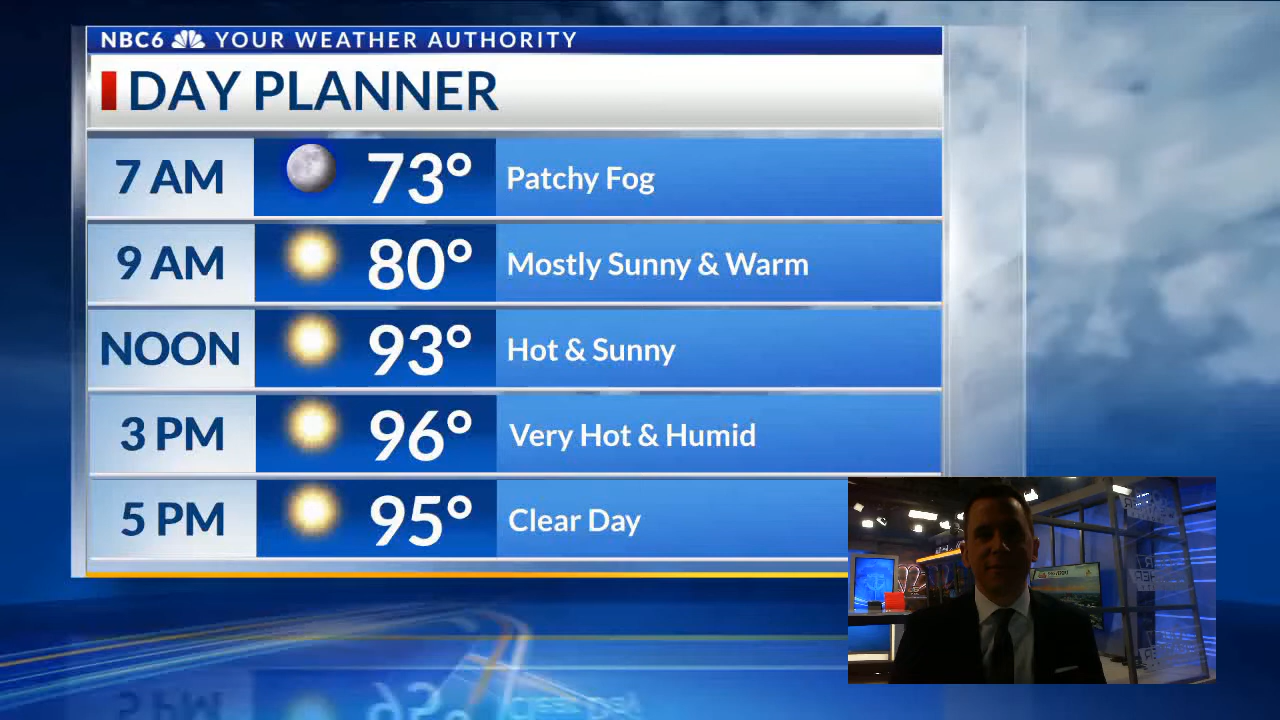 NBC6 YOUR WEATHER AUTHORITY
DAY PLANNER
7 AM 73° Patchy Fog
9 AM 80° Mostly Sunny & Warm
NOON 93° Hot & Sunny
3 PM 96° Very Hot & Humid
5 PM 95° Clear Day